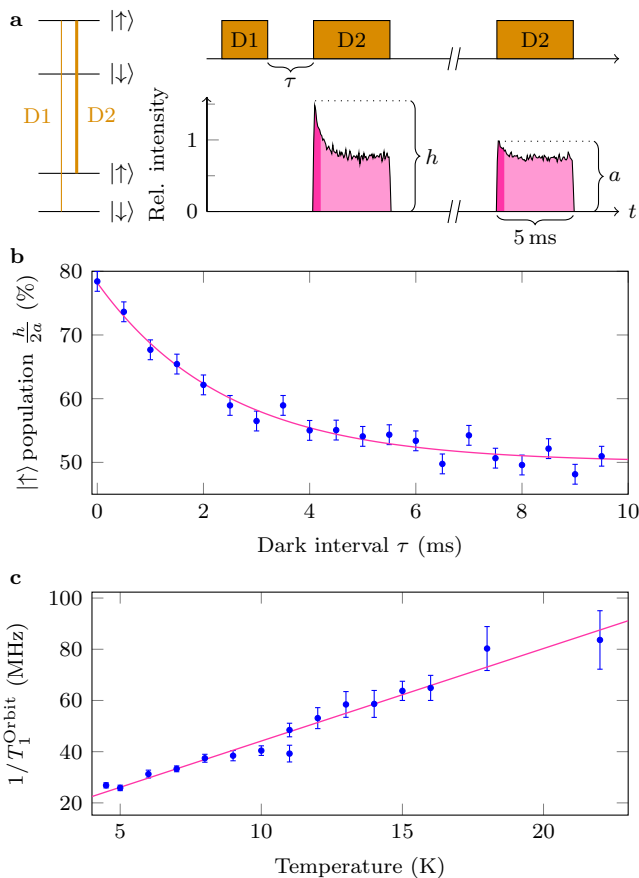 a
|↑⟩
|↓⟩
|↑⟩
|↓⟩
D1
D2
D1
D2
D2
τ
Rel. intensity
1
0
h
a
t
5 ms
b
|↑⟩ population h/2a (%)
80
70
60
50
0
2
4
6
8
10
Dark interval τ (ms)
c
1/T₁^Orbit (MHz)
100
80
60
40
20
5
10
15
20
Temperature (K)